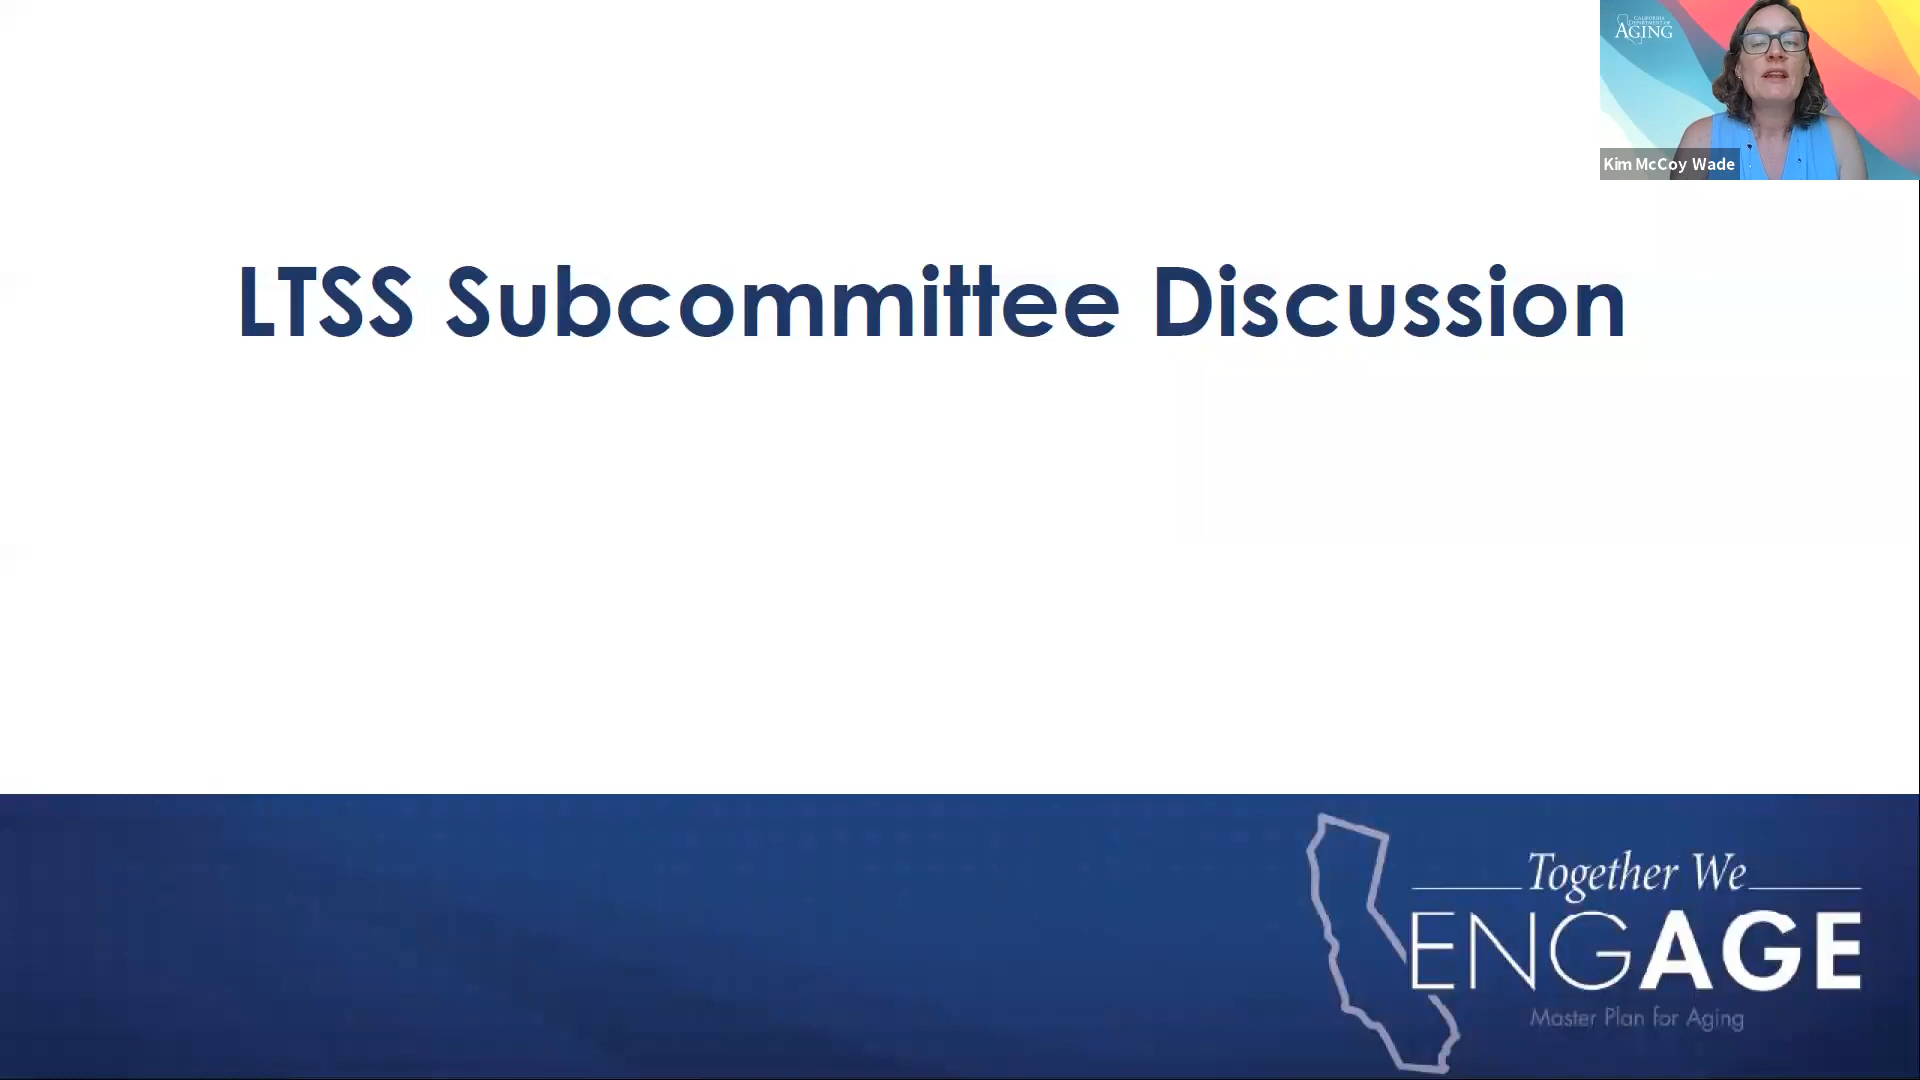 CALIFORNIA
DEPARTMENT OF
AGING
Kim McCoy Wade
LTSS Subcommittee Discussion
Together We
ENGAGE
Master Plan for Aging